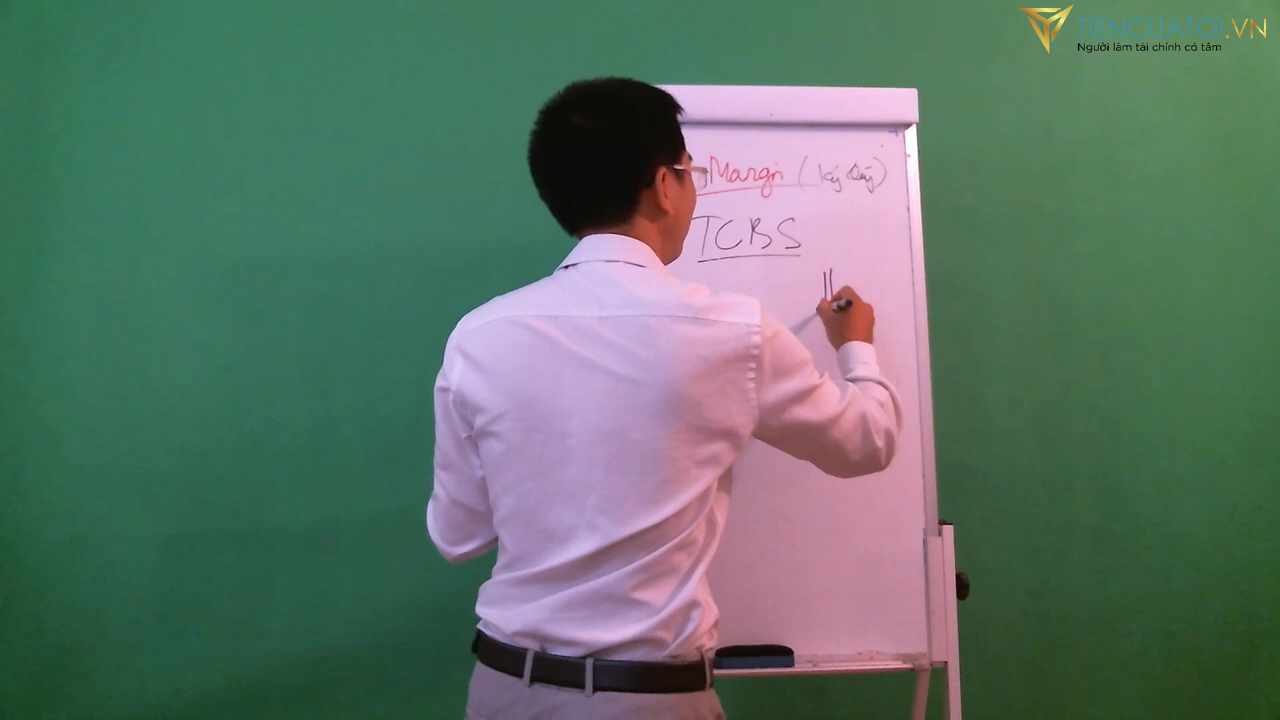 TIENCUATOI.VN
Người làm tài chính có tâm
Margin (ký quỹ)
TCBS